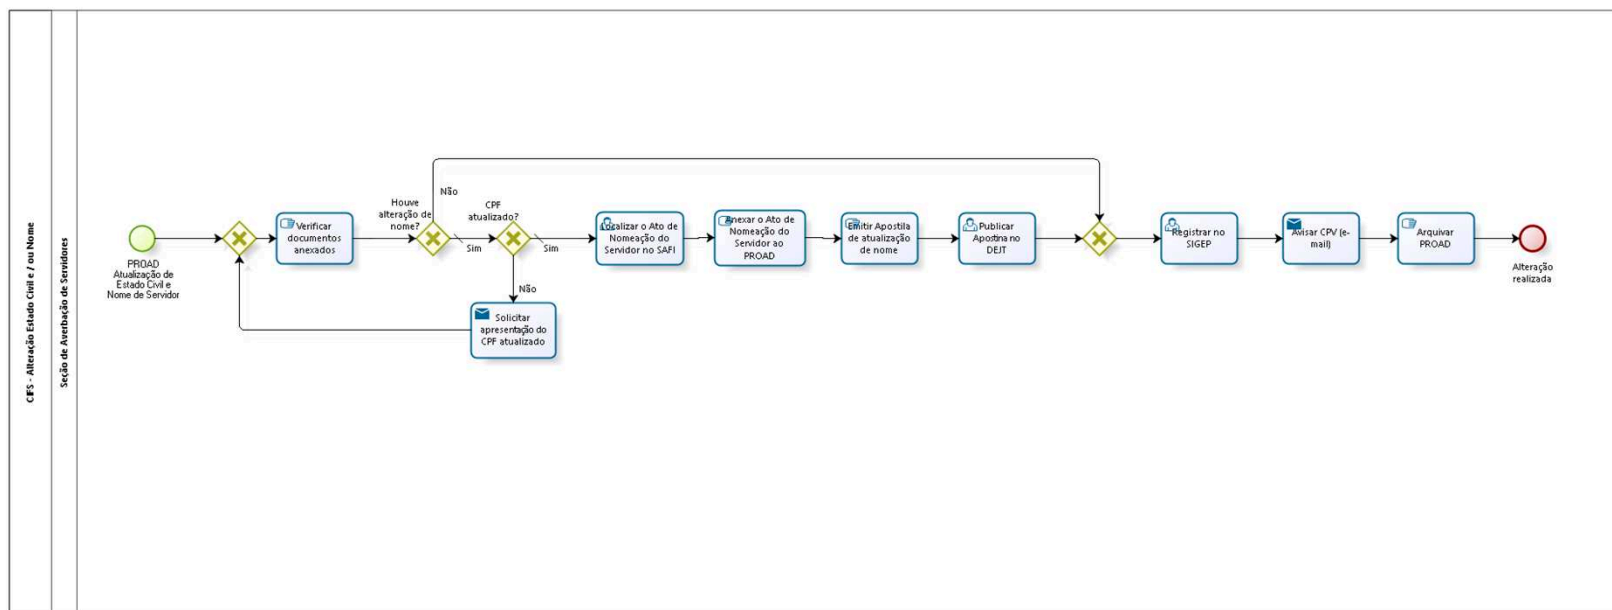 CIFS - Alteração Estado Civil e / ou Nome
Seção de Averbação de Servidores
PROAD
Atualização de
Estado Civil e
Nome de Servidor
Verificar
documentos
anexados
Houve
alteração de
nome?
Não
Sim
CPF
atualizado?
Sim
Não
Solicitar
apresentação do
CPF atualizado
Localizar o Ato de
Nomeação do
Servidor no SAFI
Anexar o Ato de
Nomeação do
Servidor ao
PROAD
Emitir Apostila
de atualização
de nome
Publicar
Apostina no
DEJT
Registrar no
SIGEP
Avisar CPV (e-
mail)
Arquivar
PROAD
Alteração
realizada